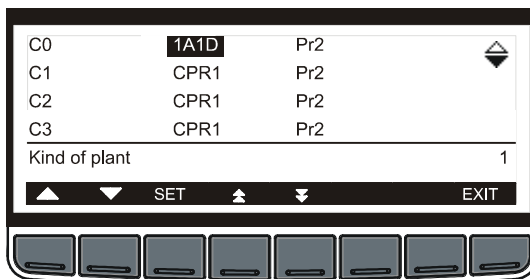 C0 1A1D Pr2
C1 CPR1 Pr2
C2 CPR1 Pr2
C3 CPR1 Pr2
Kind of plant 1
SET EXIT